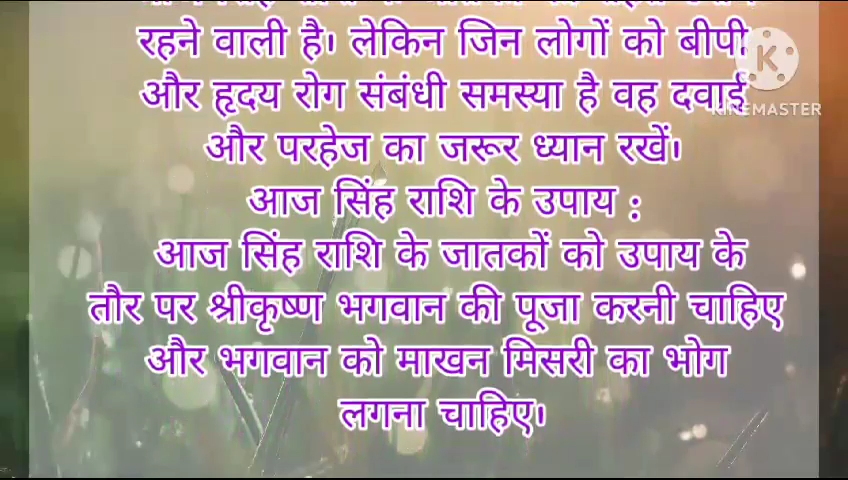 रहने वाली है। लेकिन जिन लोगों को बीपी
और हृदय रोग संबंधी समस्या है वह दवाई
और परहेज का जरूर ध्यान रखें।
आज सिंह राशि के उपाय :
आज सिंह राशि के जातकों को उपाय के
तौर पर श्रीकृष्ण भगवान की पूजा करनी चाहिए
और भगवान को माखन मिसरी का भोग
लगना चाहिए।
K
KINEMASTER